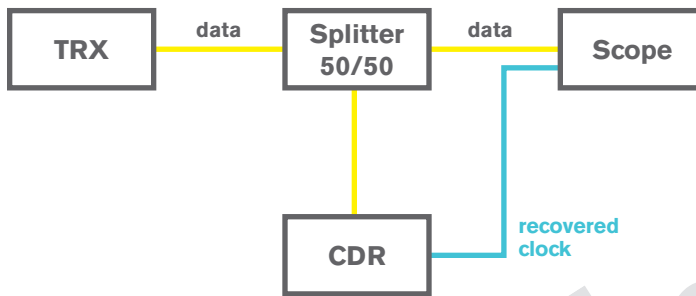 TRX
data
Splitter
50/50
data
Scope
CDR
recovered
clock